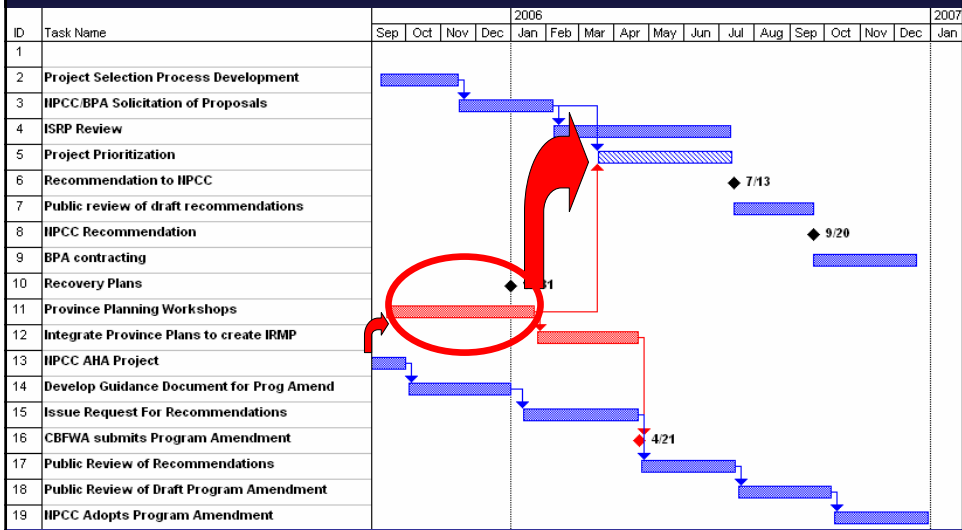 2006 2007
ID Task Name Sep Oct Nov Dec Jan Feb Mar Apr May Jun Jul Aug Sep Oct Nov Dec Jan
1
2 Project Selection Process Development
3 NPCC/BPA Solicitation of Proposals
4 ISRP Review
5 Project Prioritization
6 Recommendation to NPCC 7/13
7 Public review of draft recommendations
8 NPCC Recommendation 9/20
9 BPA contracting
10 Recovery Plans 31
11 Province Planning Workshops
12 Integrate Province Plans to create IRMP
13 NPCC AHA Project
14 Develop Guidance Document for Prog Amend
15 Issue Request For Recommendations
16 CBFWA submits Program Amendment 4/21
17 Public Review of Recommendations
18 Public Review of Draft Program Amendment
19 NPCC Adopts Program Amendment